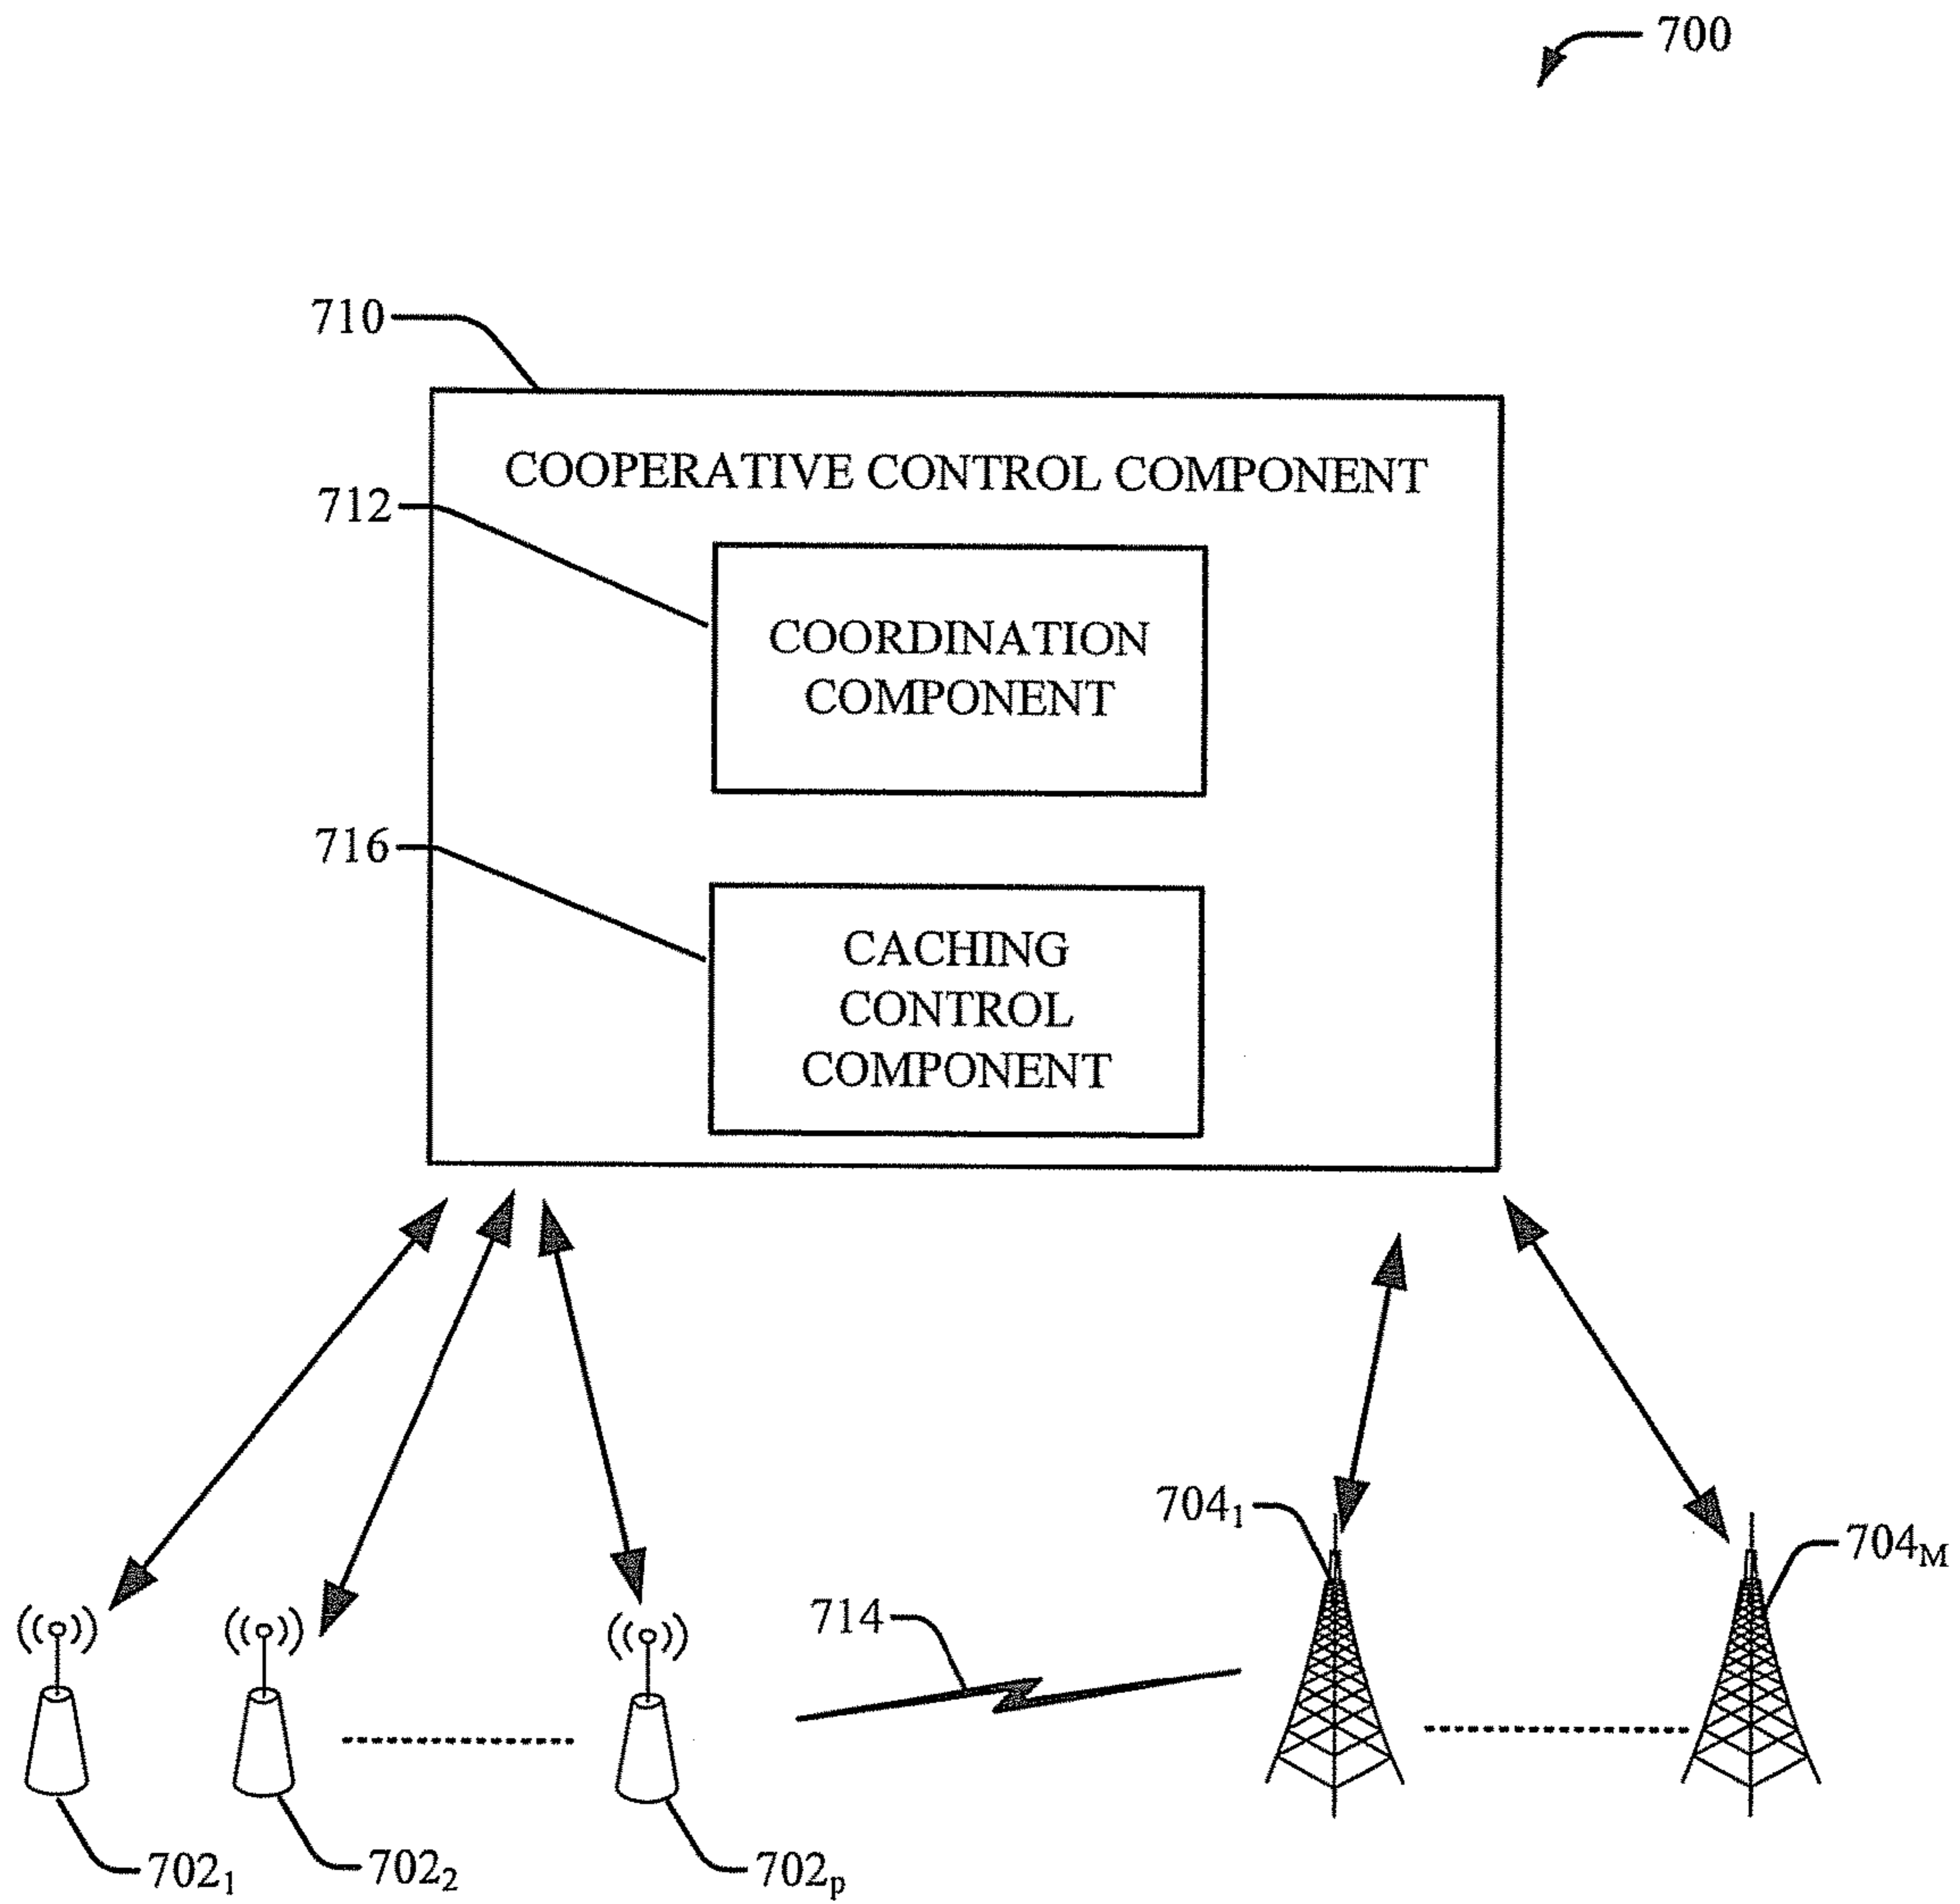 700
710
COOPERATIVE CONTROL COMPONENT
712
COORDINATION
COMPONENT
716
CACHING
CONTROL
COMPONENT
704₁
704M
714
702₁
702₂
702p